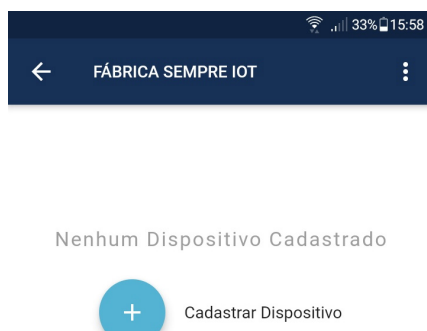 33% 15:58
FÁBRICA SEMPRE IOT
Nenhum Dispositivo Cadastrado
Cadastrar Dispositivo